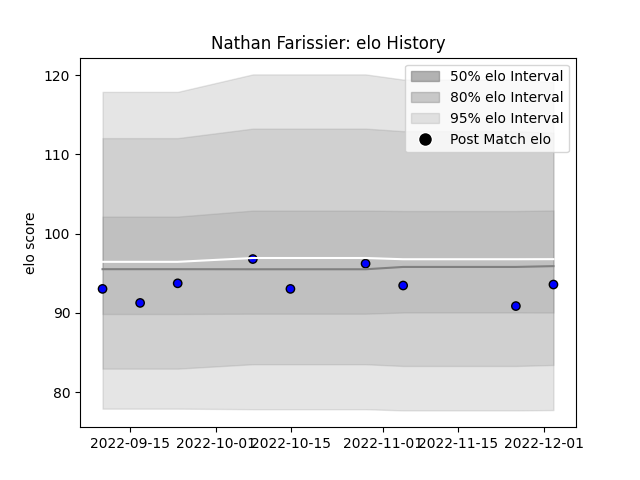 Nathan Farissier: elo History
120
110
100
90
80
elo score
50% elo Interval
80% elo Interval
95% elo Interval
Post Match elo
2022-09-15
2022-10-01
2022-10-15
2022-11-01
2022-11-15
2022-12-01